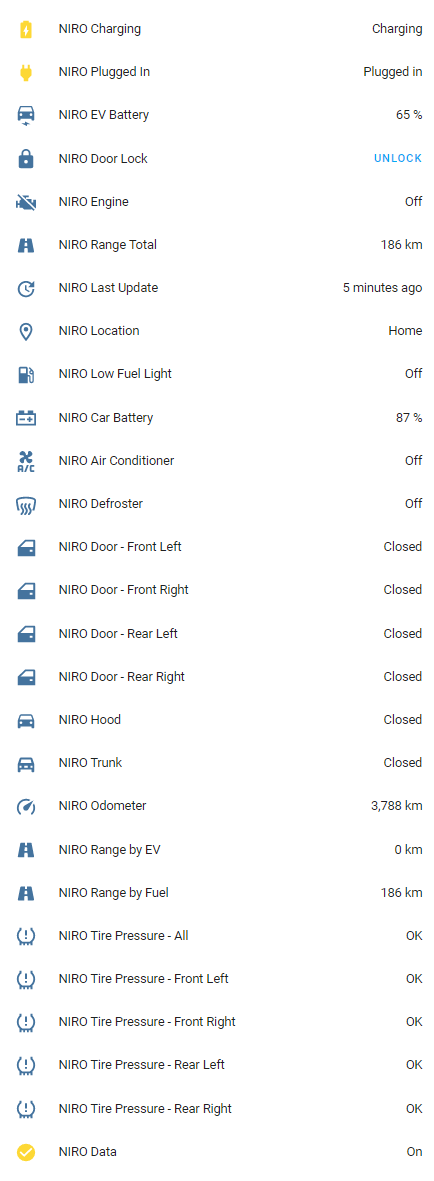 NIRO Charging Charging
NIRO Plugged In Plugged in
NIRO EV Battery 65 %
NIRO Door Lock UNLOCK
NIRO Engine Off
NIRO Range Total 186 km
NIRO Last Update 5 minutes ago
NIRO Location Home
NIRO Low Fuel Light Off
NIRO Car Battery 87 %
A/C NIRO Air Conditioner Off
NIRO Defroster Off
NIRO Door - Front Left Closed
NIRO Door - Front Right Closed
NIRO Door - Rear Left Closed
NIRO Door - Rear Right Closed
NIRO Hood Closed
NIRO Trunk Closed
NIRO Odometer 3,788 km
NIRO Range by EV 0 km
NIRO Range by Fuel 186 km
NIRO Tire Pressure - All OK
NIRO Tire Pressure - Front Left OK
NIRO Tire Pressure - Front Right OK
NIRO Tire Pressure - Rear Left OK
NIRO Tire Pressure - Rear Right OK
NIRO Data On